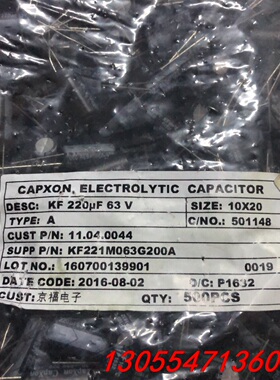 CAPXON ELECTROLYTIC CAPACITOR
DESC: KF 220μF 63 V SIZE: 10X20
TYPE: A C/NO.: 501148
CUST P/N: 11.04.0044
SUPP P/N: KF221M063G200A
LOT NO.: 160700139901 0019
DATE CODE: 2016-08-02 D/C: P1632
CUST: 京福电子 QTY: 500PCS
13055471360